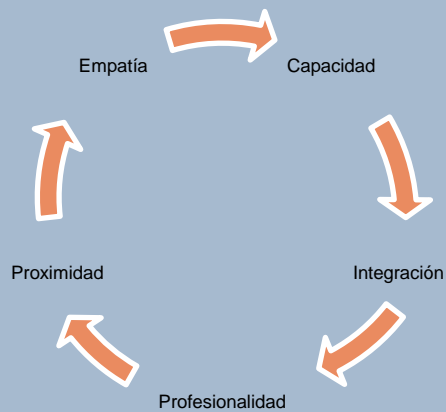 Empatía
Capacidad
Proximidad
Integración
Profesionalidad